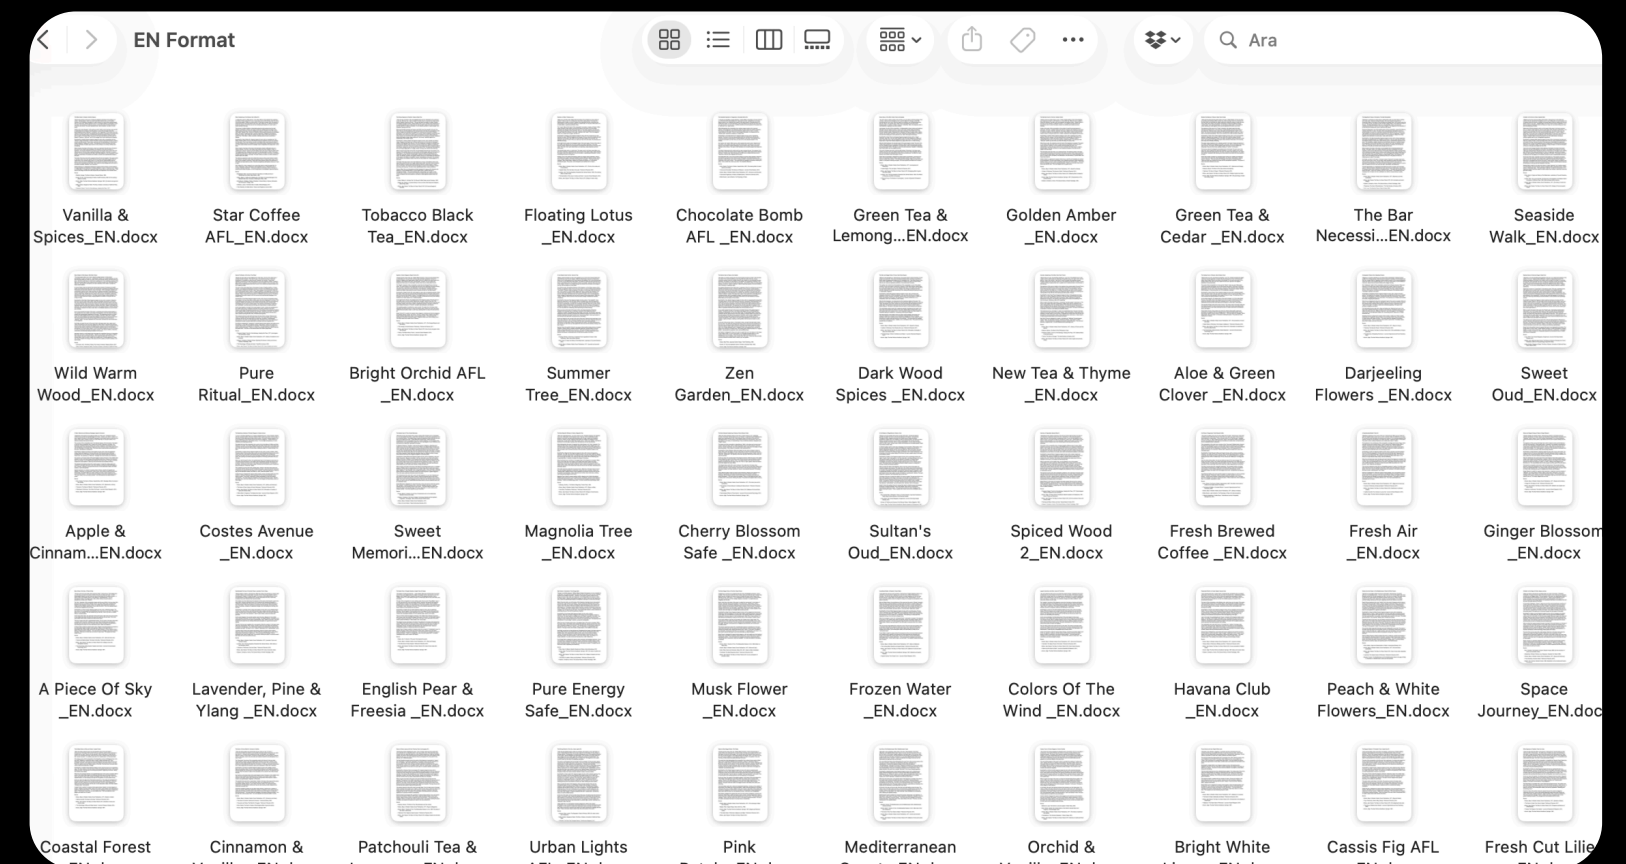 EN Format
Ara
Vanilla &
Spices_EN.docx
Star Coffee
AFL_EN.docx
Tobacco Black
Tea_EN.docx
Floating Lotus
_EN.docx
Chocolate Bomb
AFL _EN.docx
Green Tea &
Lemong...EN.docx
Golden Amber
_EN.docx
Green Tea &
Cedar _EN.docx
The Bar
Necessi...EN.docx
Seaside
Walk_EN.docx
Wild Warm
Wood_EN.docx
Pure
Ritual_EN.docx
Bright Orchid AFL
_EN.docx
Summer
Tree_EN.docx
Zen
Garden_EN.docx
Dark Wood
Spices _EN.docx
New Tea & Thyme
_EN.docx
Aloe & Green
Clover _EN.docx
Darjeeling
Flowers _EN.docx
Sweet
Oud_EN.docx
Apple &
Cinnam...EN.docx
Costes Avenue
_EN.docx
Sweet
Memori...EN.docx
Magnolia Tree
_EN.docx
Cherry Blossom
Safe _EN.docx
Sultan's
Oud_EN.docx
Spiced Wood
2_EN.docx
Fresh Brewed
Coffee _EN.docx
Fresh Air
_EN.docx
Ginger Blossom
_EN.docx
A Piece Of Sky
_EN.docx
Lavender, Pine &
Ylang _EN.docx
English Pear &
Freesia _EN.docx
Pure Energy
Safe_EN.docx
Musk Flower
_EN.docx
Frozen Water
_EN.docx
Colors Of The
Wind _EN.docx
Havana Club
_EN.docx
Peach & White
Flowers_EN.docx
Space
Journey_EN.doc
Coastal Forest
Cinnamon &
Patchouli Tea &
Urban Lights
Pink
Mediterranean
Orchid &
Bright White
Cassis Fig AFL
Fresh Cut Lilie